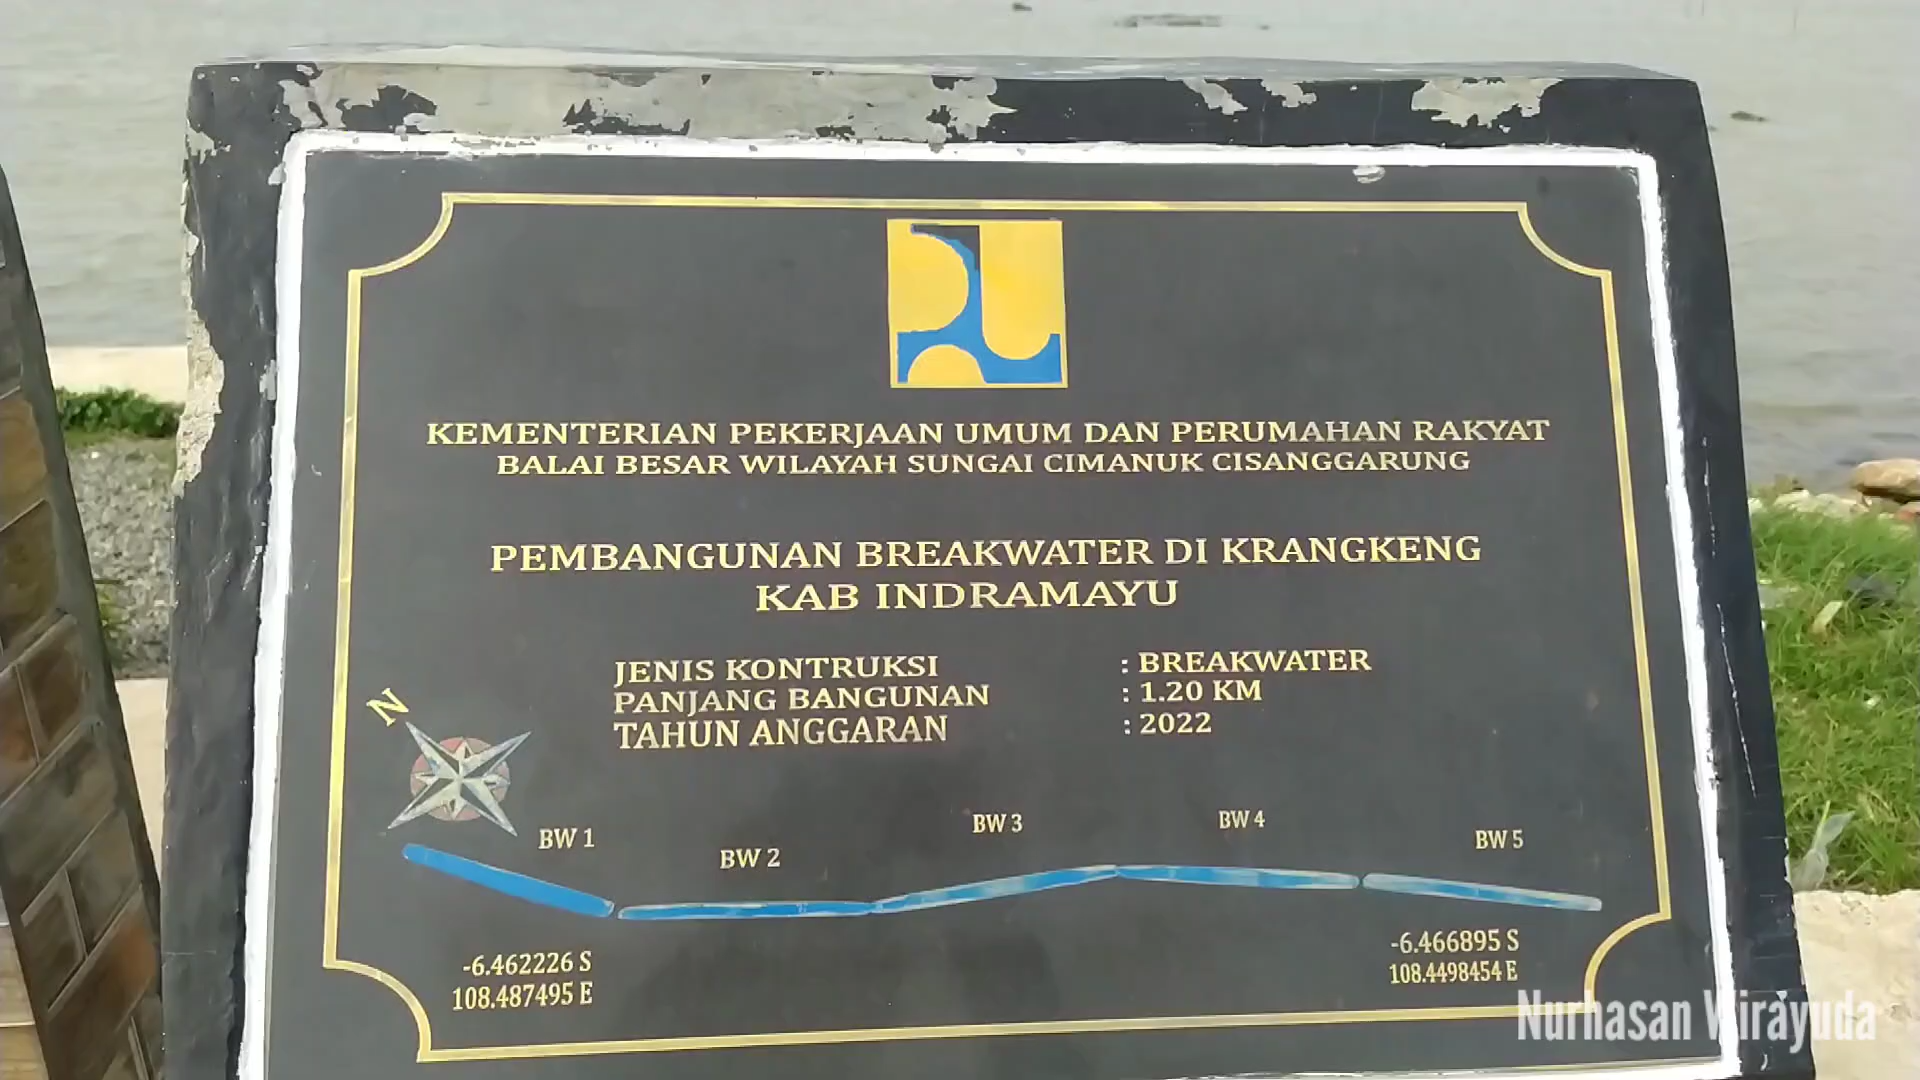 KEMENTERIAN PEKERJAAN UMUM DAN PERUMAHAN RAKYAT
BALAI BESAR WILAYAH SUNGAI CIMANUK CISANGGARUNG
PEMBANGUNAN BREAKWATER DI KRANGKENG
KAB INDRAMAYU
JENIS KONTRUKSI : BREAKWATER
PANJANG BANGUNAN : 1.20 KM
TAHUN ANGGARAN : 2022
N
BW 1
BW 2
BW 3
BW 4
BW 5
-6.462226 S
108.487495 E
-6.466895 S
108.4498454 E
Nurhasan Wirayuda